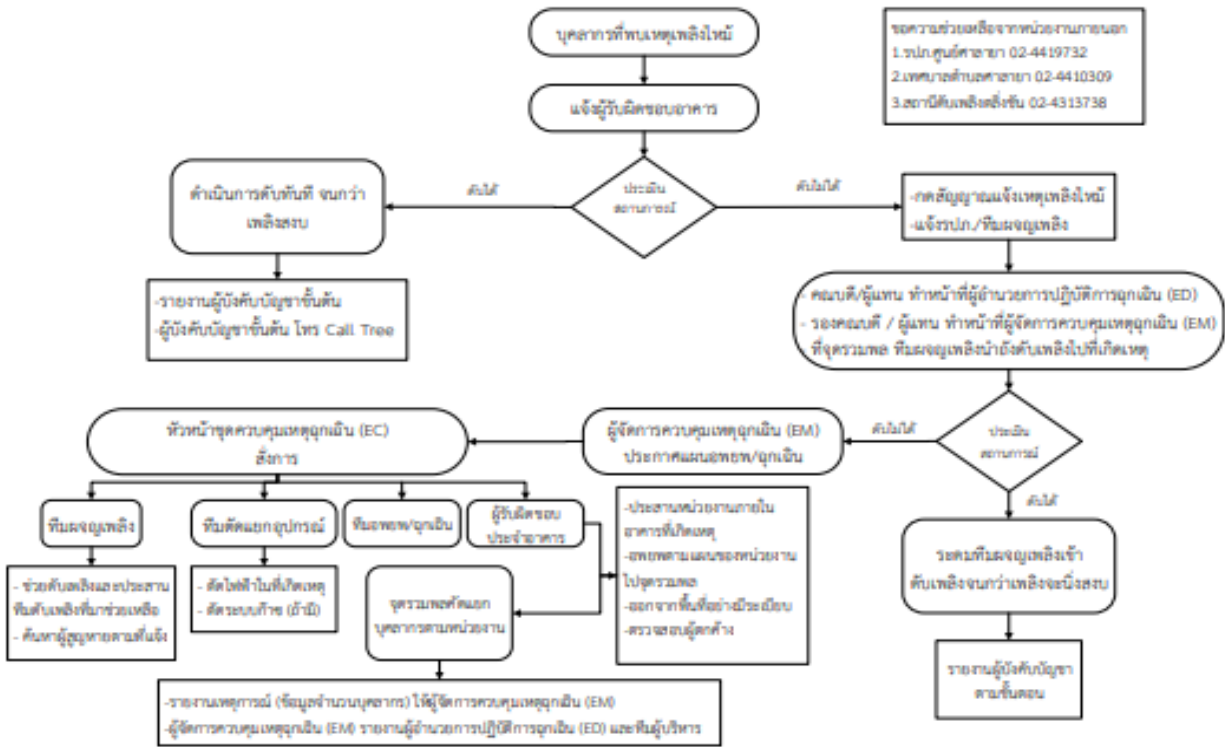 บุคลากรที่พบเหตุเพลิงไหม้
แจ้งผู้รับผิดชอบอาคาร
ขอความช่วยเหลือจากหน่วยงานภายนอก
1.รปภ.ศูนย์ศาลายา 02-4419732
2.เทศบาลตำบลศาลายา 02-4410309
3.สถานีดับเพลิงตลิ่งชัน 02-4313738
ประเมิน
สถานการณ์
ดับได้
ดับไม่ได้
ดำเนินการดับทันที จนกว่า
เพลิงสงบ
-รายงานผู้บังคับบัญชาชั้นต้น
-ผู้บังคับบัญชาชั้นต้น โทร Call Tree
-กดสัญญาณแจ้งเหตุเพลิงไหม้
-แจ้งรปภ./ทีมผจญเพลิง
- คณบดี/ผู้แทน ทำหน้าที่ผู้อำนวยการปฏิบัติการฉุกเฉิน (ED)
- รองคณบดี / ผู้แทน ทำหน้าที่ผู้จัดการควบคุมเหตุฉุกเฉิน (EM)
- ที่จุดรวมพล ทีมผจญเพลิงนำถังดับเพลิงไปที่เกิดเหตุ
ประเมิน
สถานการณ์
ดับไม่ได้
ดับได้
ผู้จัดการควบคุมเหตุฉุกเฉิน (EM)
ประกาศแผนอพยพ/ฉุกเฉิน
หัวหน้าชุดควบคุมเหตุฉุกเฉิน (EC)
สั่งการ
ทีมผจญเพลิง
ทีมตัดแยกอุปกรณ์
ทีมอพยพ/ฉุกเฉิน
ผู้รับผิดชอบ
ประจำอาคาร
- ช่วยดับเพลิงและประสาน
ทีมดับเพลิงที่มาช่วยเหลือ
- ค้นหาผู้สูญหายตามที่แจ้ง
- ตัดไฟฟ้าในที่เกิดเหตุ
- ตัดระบบก๊าซ (ถ้ามี)
จุดรวมพลคัดแยก
บุคลากรตามหน่วยงาน
-ประสานหน่วยงานภายใน
อาคารที่เกิดเหตุ
-อพยพตามแผนของหน่วยงาน
ไปจุดรวมพล
-ออกจากพื้นที่อย่างมีระเบียบ
-ตรวจสอบผู้ตกค้าง
ระดมทีมผจญเพลิงเข้า
ดับเพลิงจนกว่าเพลิงจะนิ่งสงบ
รายงานผู้บังคับบัญชา
ตามขั้นตอน
-รายงานเหตุการณ์ (ข้อมูลจำนวนบุคลากร) ให้ผู้จัดการควบคุมเหตุฉุกเฉิน (EM)
-ผู้จัดการควบคุมเหตุฉุกเฉิน (EM) รายงานผู้อำนวยการปฏิบัติการฉุกเฉิน (ED) และทีมผู้บริหาร